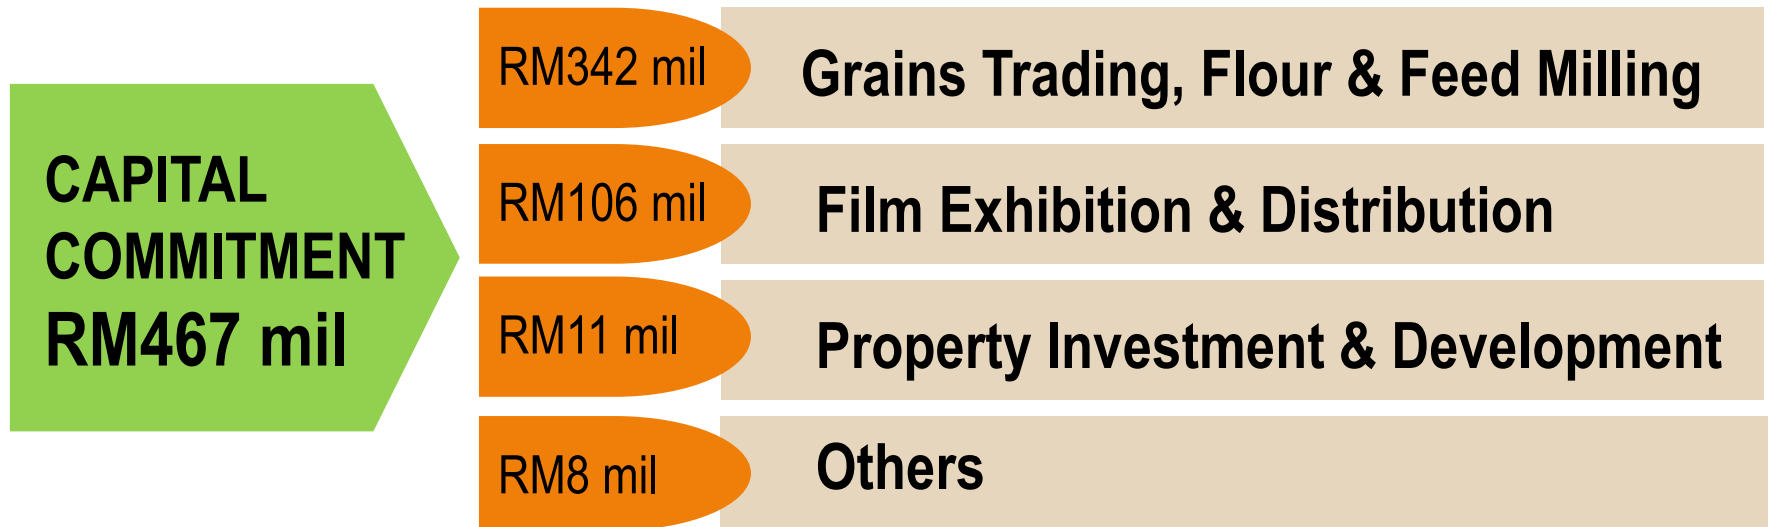 CAPITAL
COMMITMENT
RM467 mil
RM342 mil
Grains Trading, Flour & Feed Milling
RM106 mil
Film Exhibition & Distribution
RM11 mil
Property Investment & Development
RM8 mil
Others